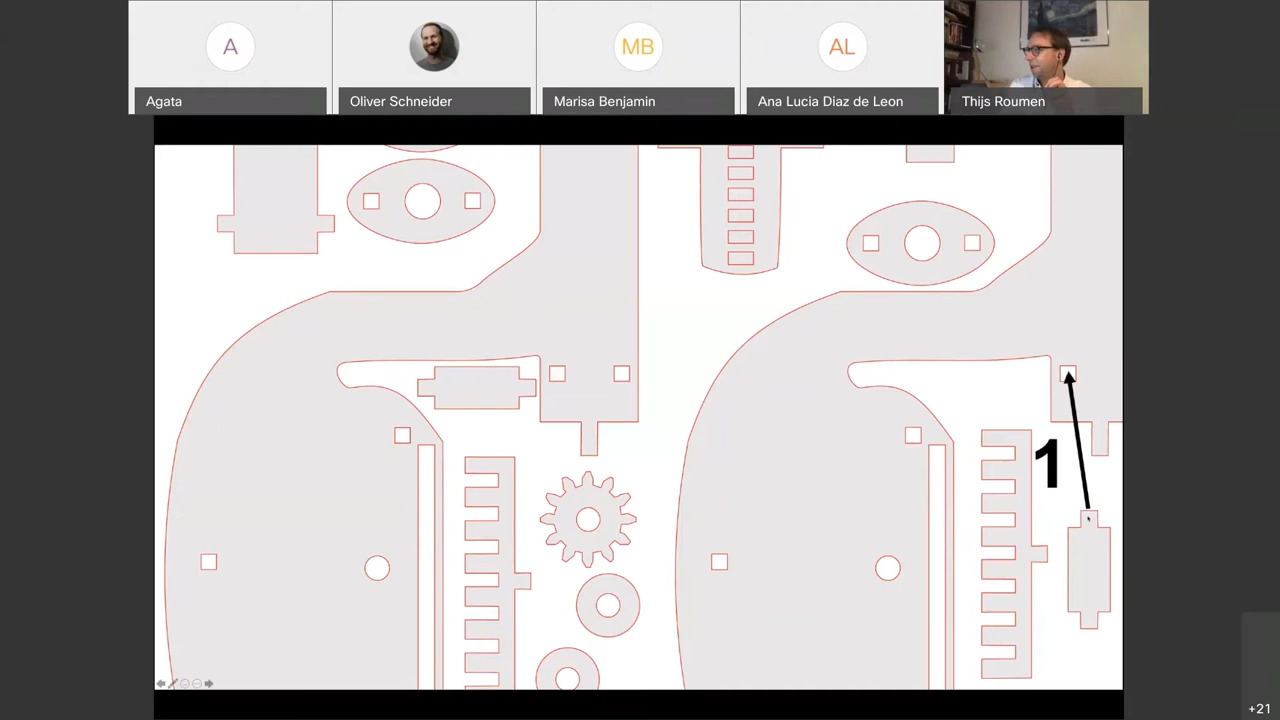 A
MB
AL
Agata
Oliver Schneider
Marisa Benjamin
Ana Lucia Diaz de Leon
Thijs Roumen
1
+21